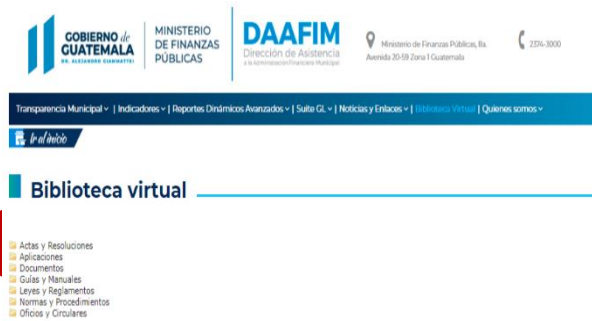 GOBIERNO de
GUATEMALA
DR. ALEJANDRO GIAMMATTEI
MINISTERIO
DE FINANZAS
PÚBLICAS
DAAFIM
Dirección de Asistencia
a la Administración Financiera Municipal
Ministerio de Finanzas Públicas, 8a.
Avenida 20-59 Zona 1 Guatemala
2374-3000
Transparencia Municipal | Indicadores | Reportes Dinámicos Avanzados | Suite GL | Noticias y Enlaces | Biblioteca Virtual | Quienes somos
Ir al inicio
Biblioteca virtual
Actas y Resoluciones
Aplicaciones
Documentos
Guías y Manuales
Leyes y Reglamentos
Normas y Procedimientos
Oficios y Circulares